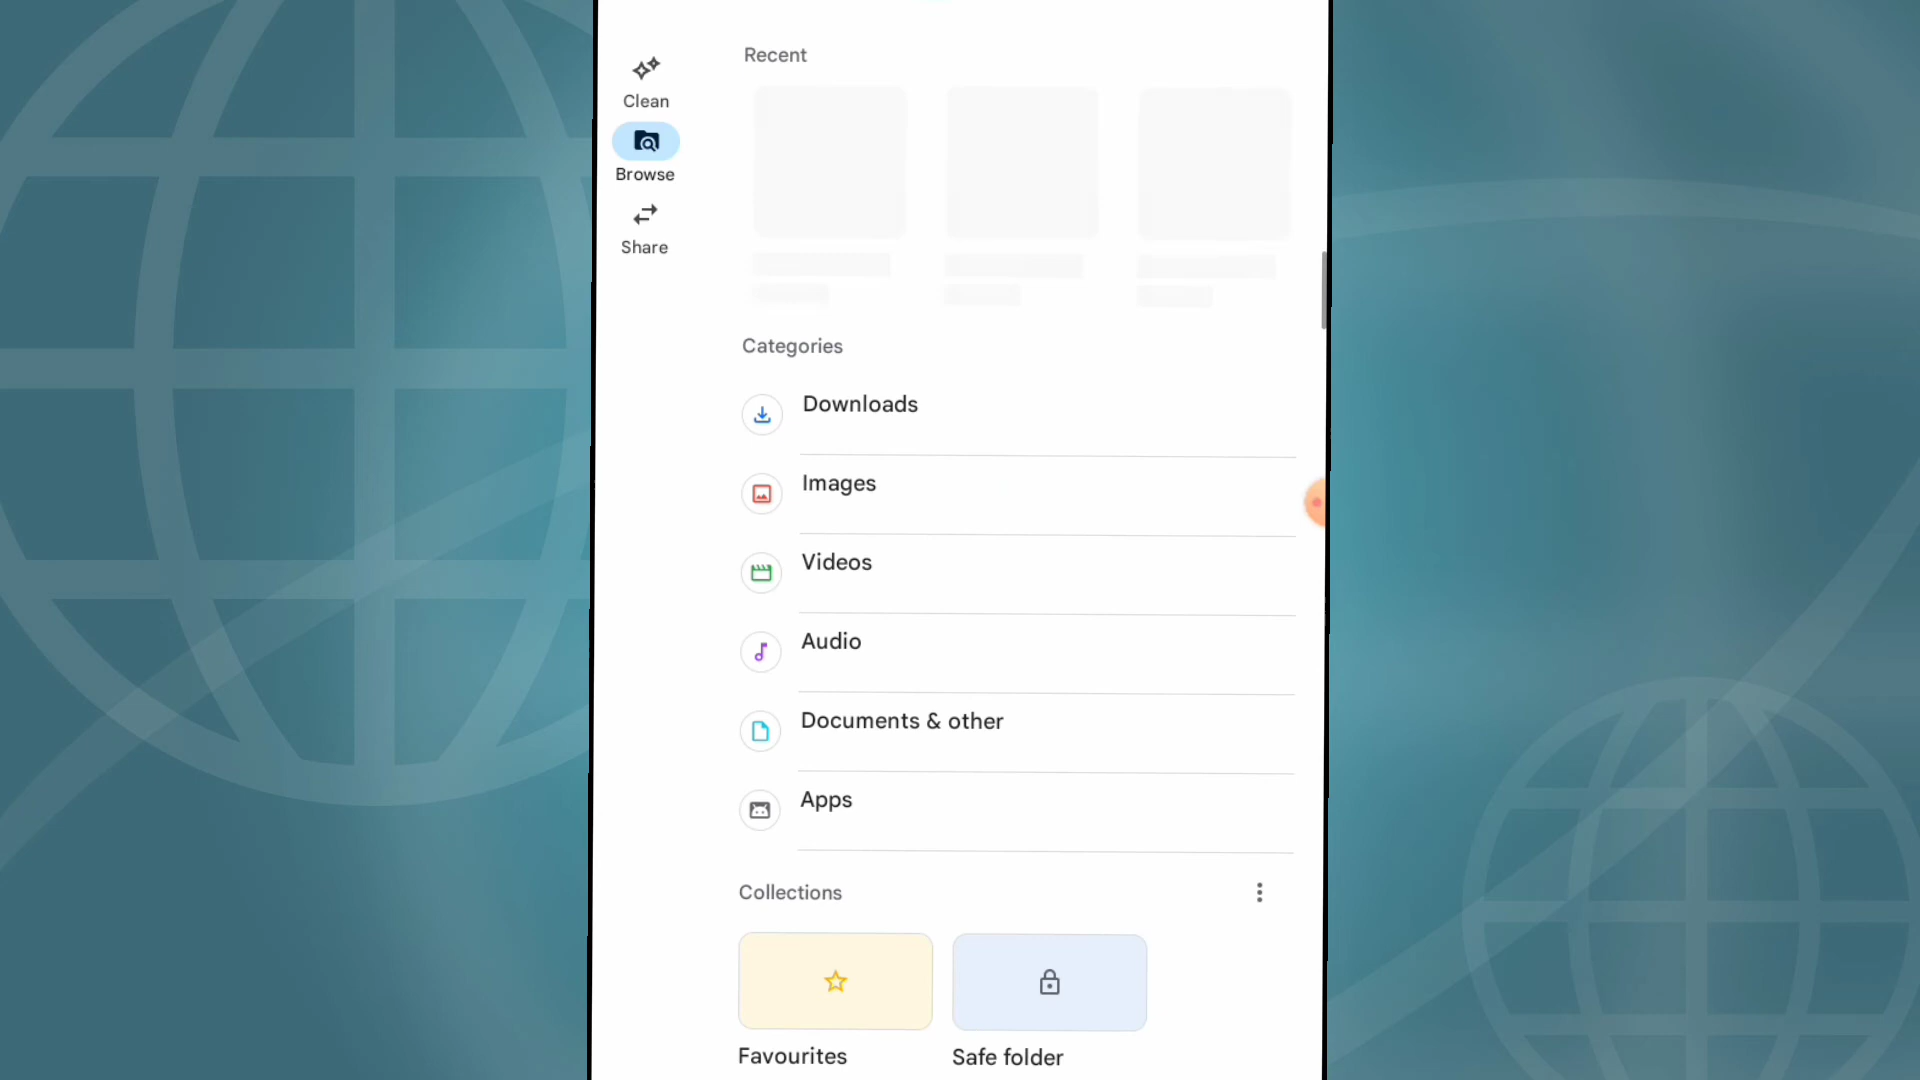 Recent
Clean
Browse
Share
Categories
Downloads
Images
Videos
Audio
Documents & other
Apps
Collections
Favourites
Safe folder